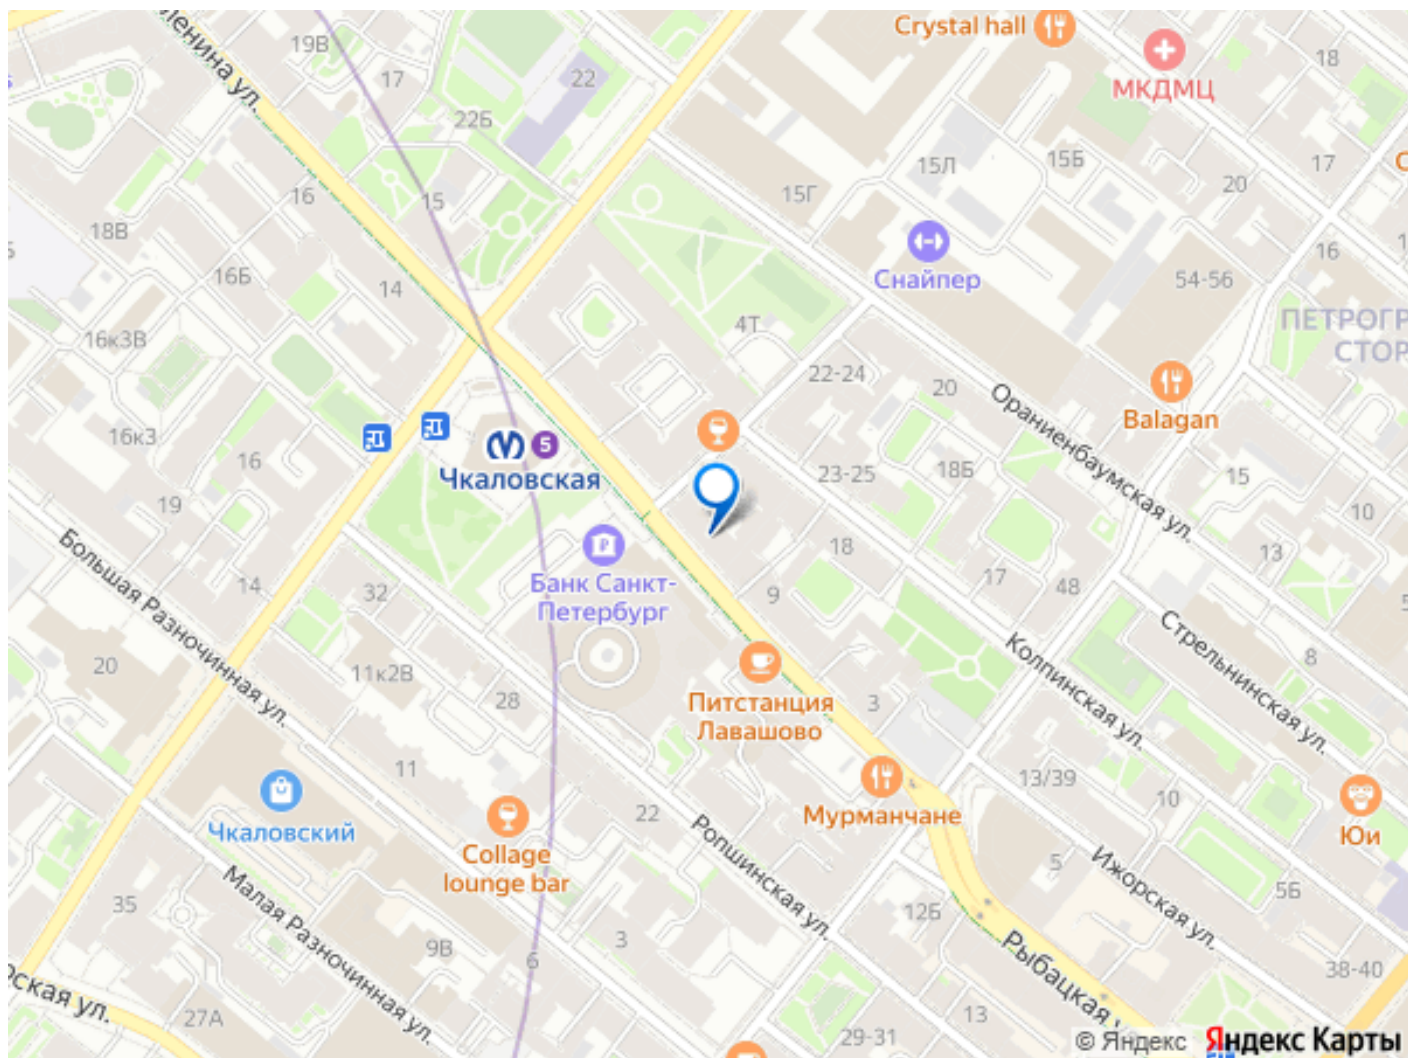 Ленина ул.
19В
17
22
22Б
Crystal hall
МКДМЦ
18
17
15Л
15Б
20
15Г
16
15
18В
16Б
14
Снайпер
16
54-56
ПЕТРОГР
СТОР
4Т
16к3В
22-24
20
Balagan
Ораниенбаумская ул.
16к3
16
5
Чкаловская
23-25
18Б
15
10
19
Большая Разночинная ул.
14
32
Банк Санкт-
Петербург
18
9
17
48
13
Стрельнинская ул.
8
Колпинская ул.
20
11к2В
28
Питстанция
Лавашово
3
11
13/39
10
Чкаловский
Мурманчане
Юи
22
Collage
lounge bar
Ропшинская ул.
5
Ижорская ул.
5Б
Малая Разночинная ул.
35
12Б
9В
3
6
Рыбацкая у
38-40
рская ул.
27А
13
29-31
© Яндекс
Яндекс Карты